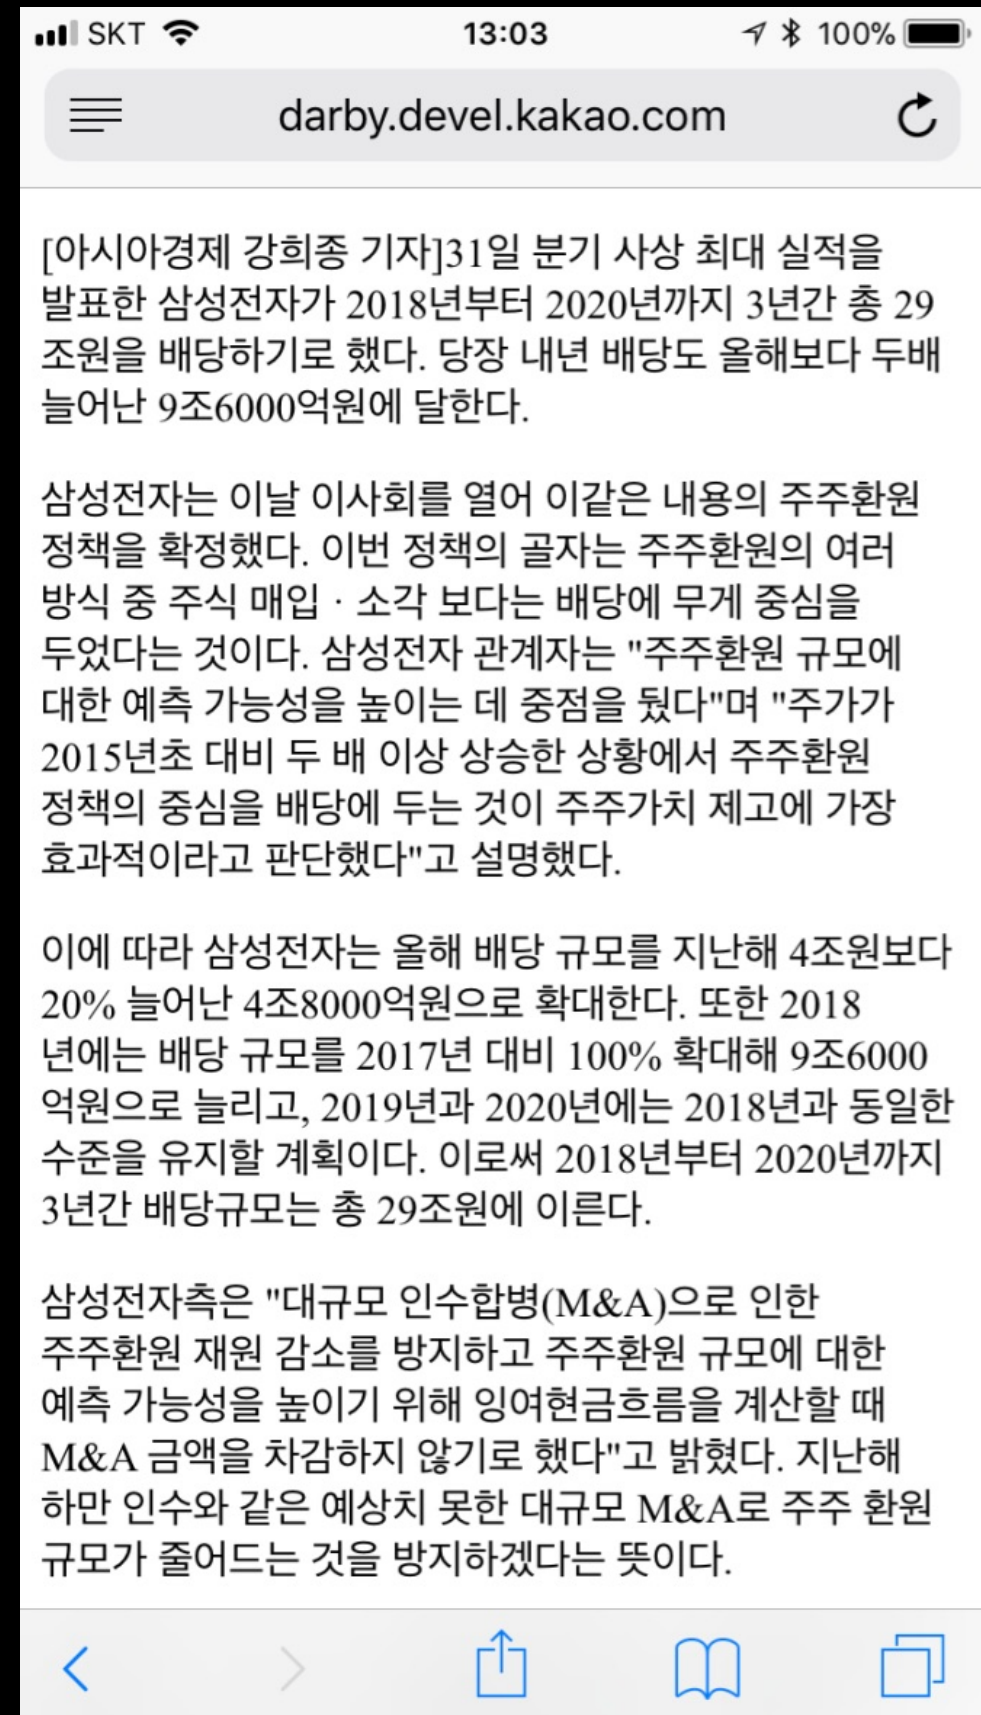 SKT
13:03
100%
darby.devel.kakao.com
[아시아경제 강희종 기자]31일 분기 사상 최대 실적을
발표한 삼성전자가 2018년부터 2020년까지 3년간 총 29
조원을 배당하기로 했다. 당장 내년 배당도 올해보다 두배
늘어난 9조6000억원에 달한다.
삼성전자는 이날 이사회를 열어 이같은 내용의 주주환원
정책을 확정했다. 이번 정책의 골자는 주주환원의 여러
방식 중 주식 매입 · 소각 보다는 배당에 무게 중심을
두었다는 것이다. 삼성전자 관계자는 "주주환원 규모에
대한 예측 가능성을 높이는 데 중점을 뒀다"며 "주가가
2015년초 대비 두 배 이상 상승한 상황에서 주주환원
정책의 중심을 배당에 두는 것이 주주가치 제고에 가장
효과적이라고 판단했다"고 설명했다.
이에 따라 삼성전자는 올해 배당 규모를 지난해 4조원보다
20% 늘어난 4조8000억원으로 확대한다. 또한 2018
년에는 배당 규모를 2017년 대비 100% 확대해 9조6000
억원으로 늘리고, 2019년과 2020년에는 2018년과 동일한
수준을 유지할 계획이다. 이로써 2018년부터 2020년까지
3년간 배당규모는 총 29조원에 이른다.
삼성전자측은 "대규모 인수합병(M&A)으로 인한
주주환원 재원 감소를 방지하고 주주환원 규모에 대한
예측 가능성을 높이기 위해 잉여현금흐름을 계산할 때
M&A 금액을 차감하지 않기로 했다"고 밝혔다. 지난해
하만 인수와 같은 예상치 못한 대규모 M&A로 주주 환원
규모가 줄어드는 것을 방지하겠다는 뜻이다.